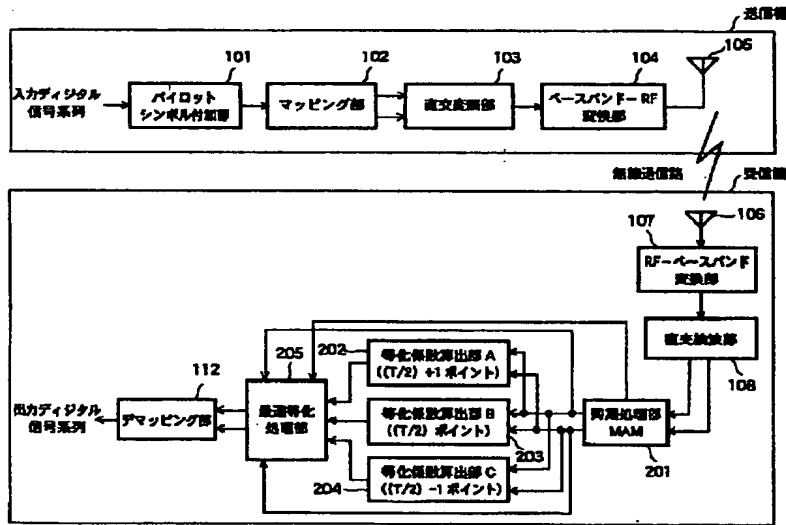 送信機
101
102
103
104
105
入力ディジタル
信号系列
パイロット
シンボル付加部
マッピング部
直交変調部
ベースバンドーRF
変換部
無線通信路
受信機
106
107
RF-ベースバンド
変換部
直交検波部
108
202
等化係数算出部 A
((T/2) +1 ポイント)
205
112
出力ディジタル
信号系列
デマッピング部
最適等化
処理部
等化係数算出部 B
((T/2) ポイント)
203
同期処理部
MAM
201
等化係数算出部 C
((T/2) -1 ポイント)
204